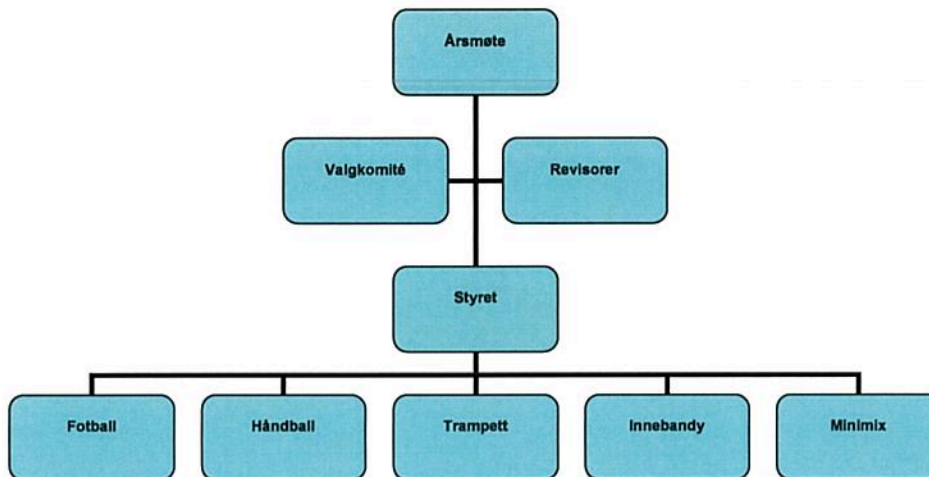 Årsmøte
Valgkomité
Revisorer
Styret
Fotball
Håndball
Trampett
Innebandy
Minimix